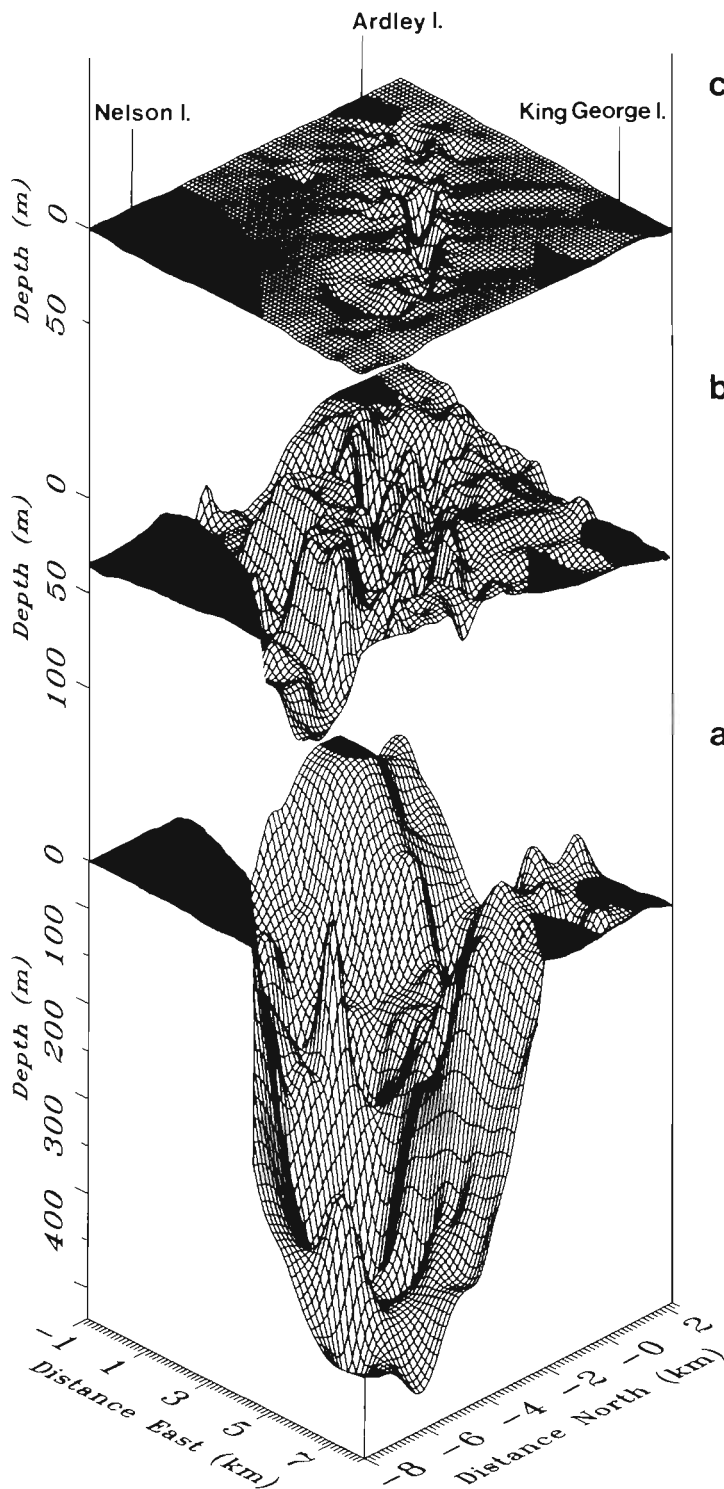 Ardley I.
c
Nelson I.
King George I.
Depth (m)
0
50
b
Depth (m)
0
50
100
a
Depth (m)
0
100
200
300
400
-1 1 3 5 7
Distance East (km)
-8 -6 -4 -2 -0 2
Distance North (km)